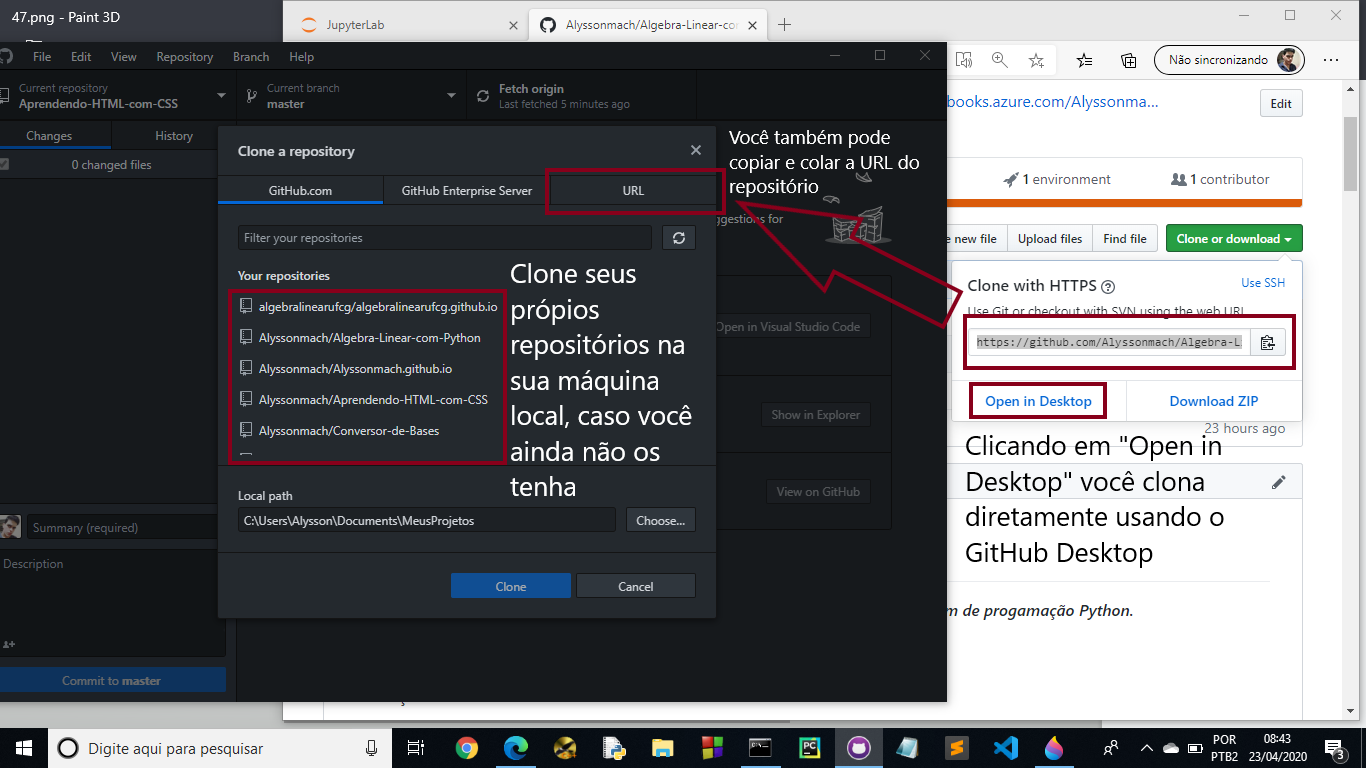 47.png - Paint 3D
JupyterLab
Alyssonmach/Algebra-Linear-co
Não sincronizando
File Edit View Repository Branch Help
Current repository
Aprendendo-HTML-com-CSS
Current branch
master
Fetch origin
Last fetched 5 minutes ago
Changes
History
0 changed files
Clone a repository
GitHub.com
GitHub Enterprise Server
URL
Filter your repositories
Your repositories
algebralinearufcg/algebralinearufcg.github.io
Alyssonmach/Algebra-Linear-com-Python
Alyssonmach/Alyssonmach.github.io
Alyssonmach/Aprendendo-HTML-com-CSS
Alyssonmach/Conversor-de-Bases
Clone seus
própios
repositórios na
sua máquina
local, caso você
ainda não os
tenha
Local path
C:\Users\Alysson\Documents\MeusProjetos
Choose...
Clone
Cancel
Summary (required)
Description
Commit to master
Você também pode
copiar e colar a URL do
repositório
ggestions for
Open in Visual Studio Code
Show in Explorer
View on GitHub
books.azure.com/Alyssonma...
Edit
1 environment
1 contributor
e new file
Upload files
Find file
Clone or download
Clone with HTTPS
Use SSH
Use Git or checkout with SVN using the web URL
https://github.com/Alyssonmach/Algebra-L
Open in Desktop
Download ZIP
23 hours ago
Clicando em "Open in
Desktop" você clona
diretamente usando o
GitHub Desktop
m de progamação Python.
Digite aqui para pesquisar
POR
PTB2
08:43
23/04/2020
3